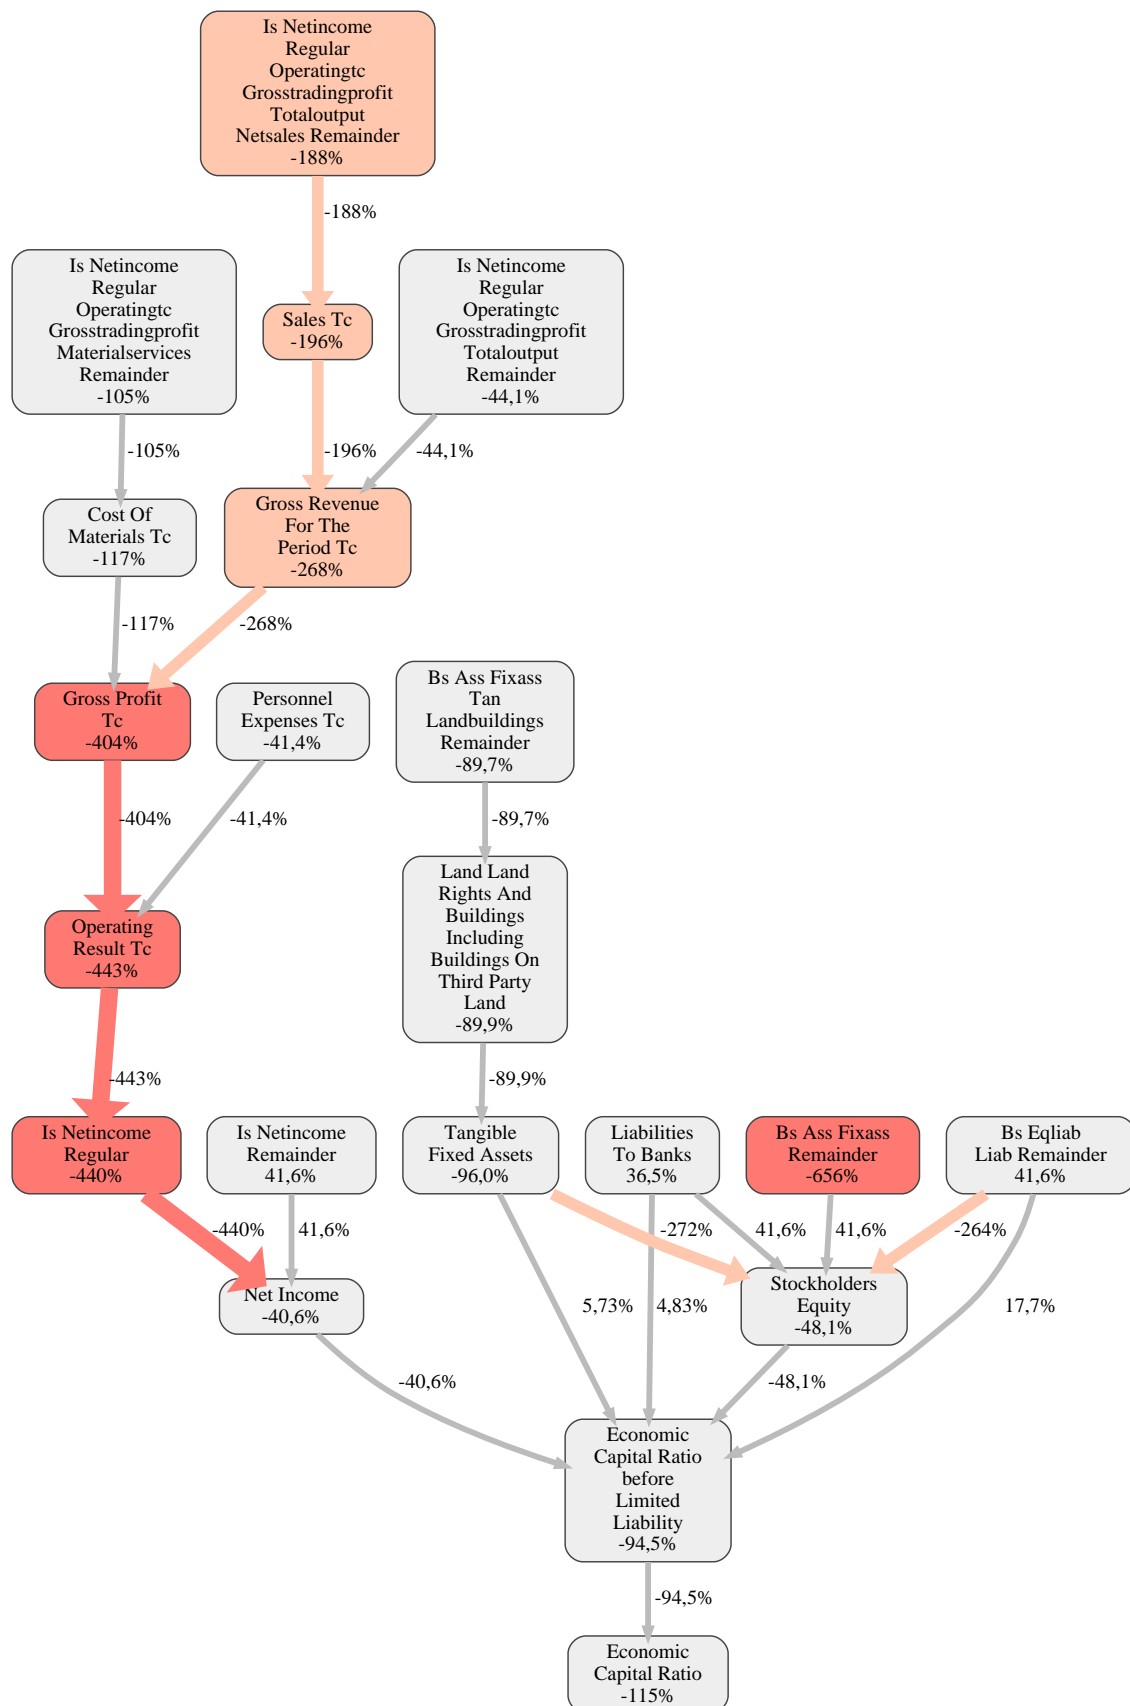 Is Netincome
Regular
Operatingtc
Grosstradingprofit
Totaloutput
Netsales Remainder
-188%
-188%
Is Netincome
Regular
Operatingtc
Grosstradingprofit
Materialservices
Remainder
-105%
Sales Tc
-196%
Is Netincome
Regular
Operatingtc
Grosstradingprofit
Totaloutput
Remainder
-44,1%
-105%
-196%
-44,1%
Cost Of
Materials Tc
-117%
Gross Revenue
For The
Period Tc
-268%
-117%
-268%
Gross Profit
Tc
-404%
Personnel
Expenses Tc
-41,4%
Bs Ass Fixass
Tan
Landbuildings
Remainder
-89,7%
-404%
-41,4%
-89,7%
Operating
Result Tc
-443%
Land Land
Rights And
Buildings
Including
Buildings On
Third Party
Land
-89,9%
-443%
-89,9%
Is Netincome
Regular
-440%
Is Netincome
Remainder
41,6%
Tangible
Fixed Assets
-96,0%
Liabilities
To Banks
36,5%
Bs Ass Fixass
Remainder
-656%
Bs Eqliab
Liab Remainder
41,6%
-440%
41,6%
-272%
41,6%
41,6%
-264%
Net Income
-40,6%
5,73%
4,83%
Stockholders
Equity
-48,1%
17,7%
-40,6%
-48,1%
Economic
Capital Ratio
before
Limited
Liability
-94,5%
-94,5%
Economic
Capital Ratio
-115%